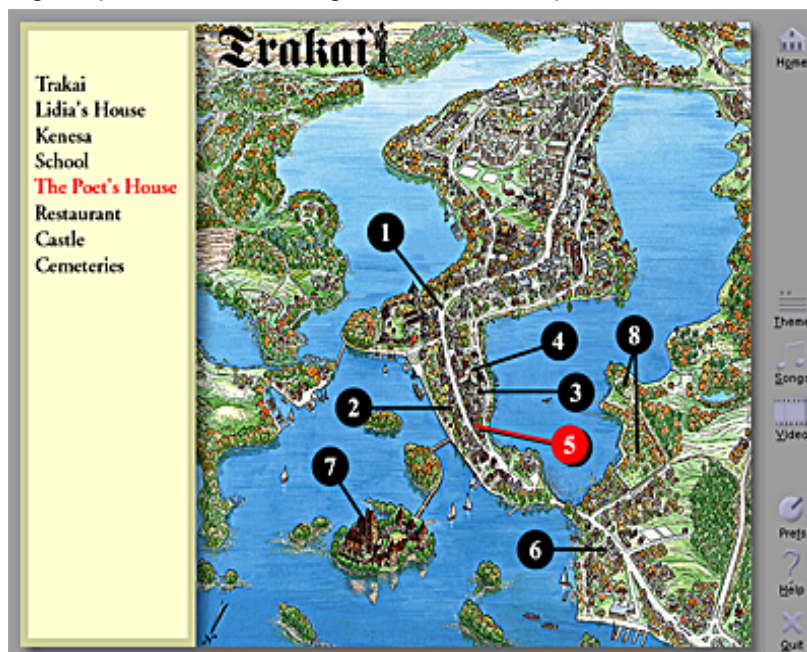 Trakai
Trakai
Lidia's House
Kenesa
School
The Poet's House
Restaurant
Castle
Cemeteries
1
4
8
3
2
5
7
6
Home
Theme
Songs
Video
Prefs
Help
Quit